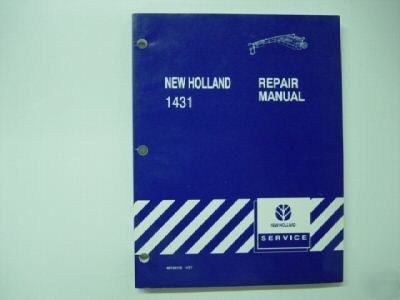 NEW HOLLAND
1431
REPAIR
MANUAL
NEW HOLLAND
SERVICE